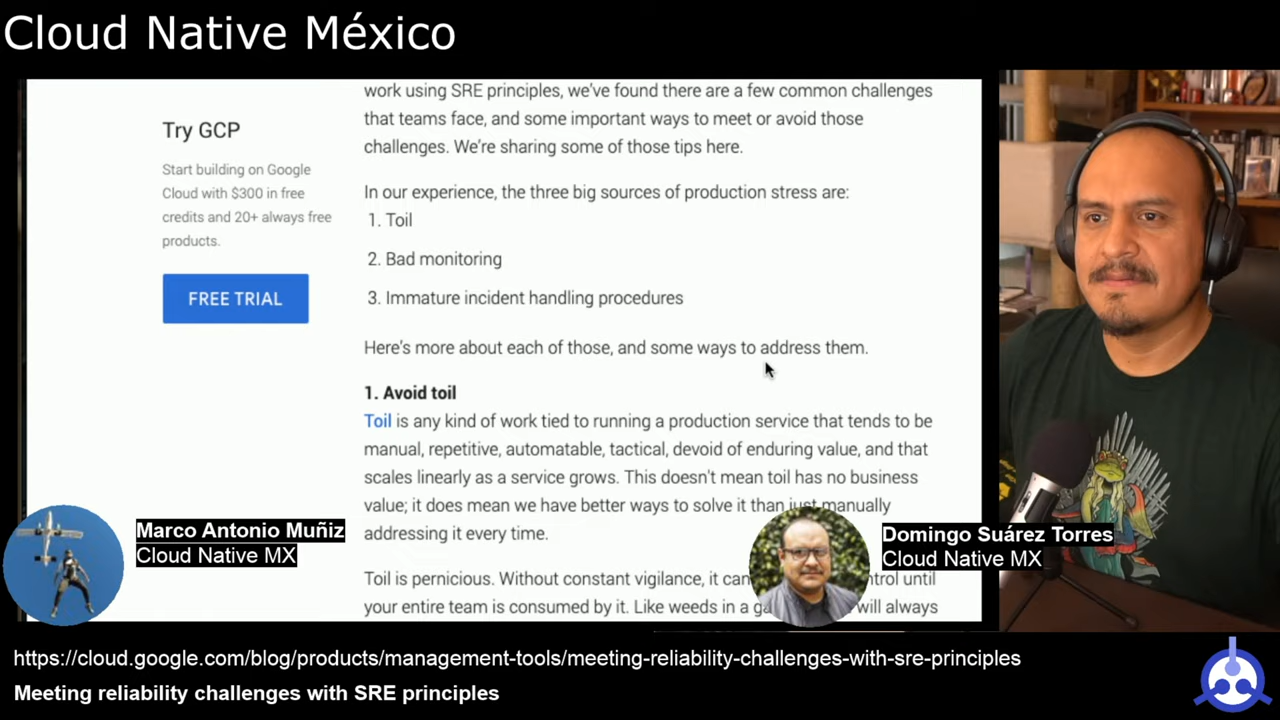 Cloud Native México
work using SRE principles, we've found there are a few common challenges
that teams face, and some important ways to meet or avoid those
challenges. We're sharing some of those tips here.
Try GCP
Start building on Google
Cloud with $300 in free
credits and 20+ always free
products.
FREE TRIAL
In our experience, the three big sources of production stress are:
1. Toil
2. Bad monitoring
3. Immature incident handling procedures
Here's more about each of those, and some ways to address them.
1. Avoid toil
Toil is any kind of work tied to running a production service that tends to be
manual, repetitive, automatable, tactical, devoid of enduring value, and that
scales linearly as a service grows. This doesn't mean toil has no business
value; it does mean we have better ways to solve it than just manually
addressing it every time.
Toil is pernicious. Without constant vigilance, it can until
your entire team is consumed by it. Like weeds in a will always
Marco Antonio Muñiz
Cloud Native MX
Domingo Suárez Torres
Cloud Native MX
https://cloud.google.com/blog/products/management-tools/meeting-reliability-challenges-with-sre-principles
Meeting reliability challenges with SRE principles